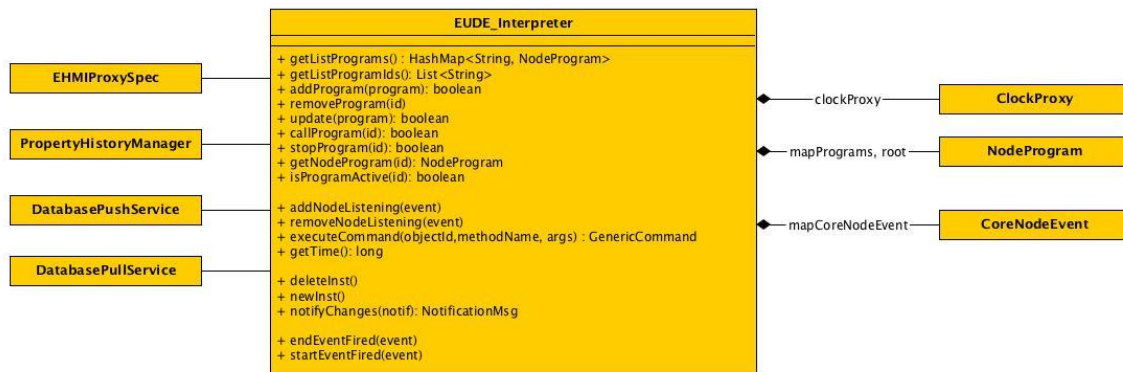 EUDE_Interpreter
+ getListPrograms() : HashMap<String, NodeProgram>
+ getListProgramIds(): List<String>
+ addProgram(program): boolean
+ removeProgram(id)
+ update(program): boolean
+ callProgram(id): boolean
+ stopProgram(id): boolean
+ getNodeProgram(id): NodeProgram
+ isProgramActive(id): boolean
+ addNodeListening(event)
+ removeNodeListening(event)
+ executeCommand(objectId,methodName, args) : GenericCommand
+ getTime(): long
+ deleteInst()
+ newInst()
+ notifyChanges(notif): NotificationMsg
+ endEventFired(event)
+ startEventFired(event)
EHMIProxySpec
PropertyHistoryManager
DatabasePushService
DatabasePullService
clockProxy
ClockProxy
mapPrograms, root
NodeProgram
mapCoreNodeEvent
CoreNodeEvent